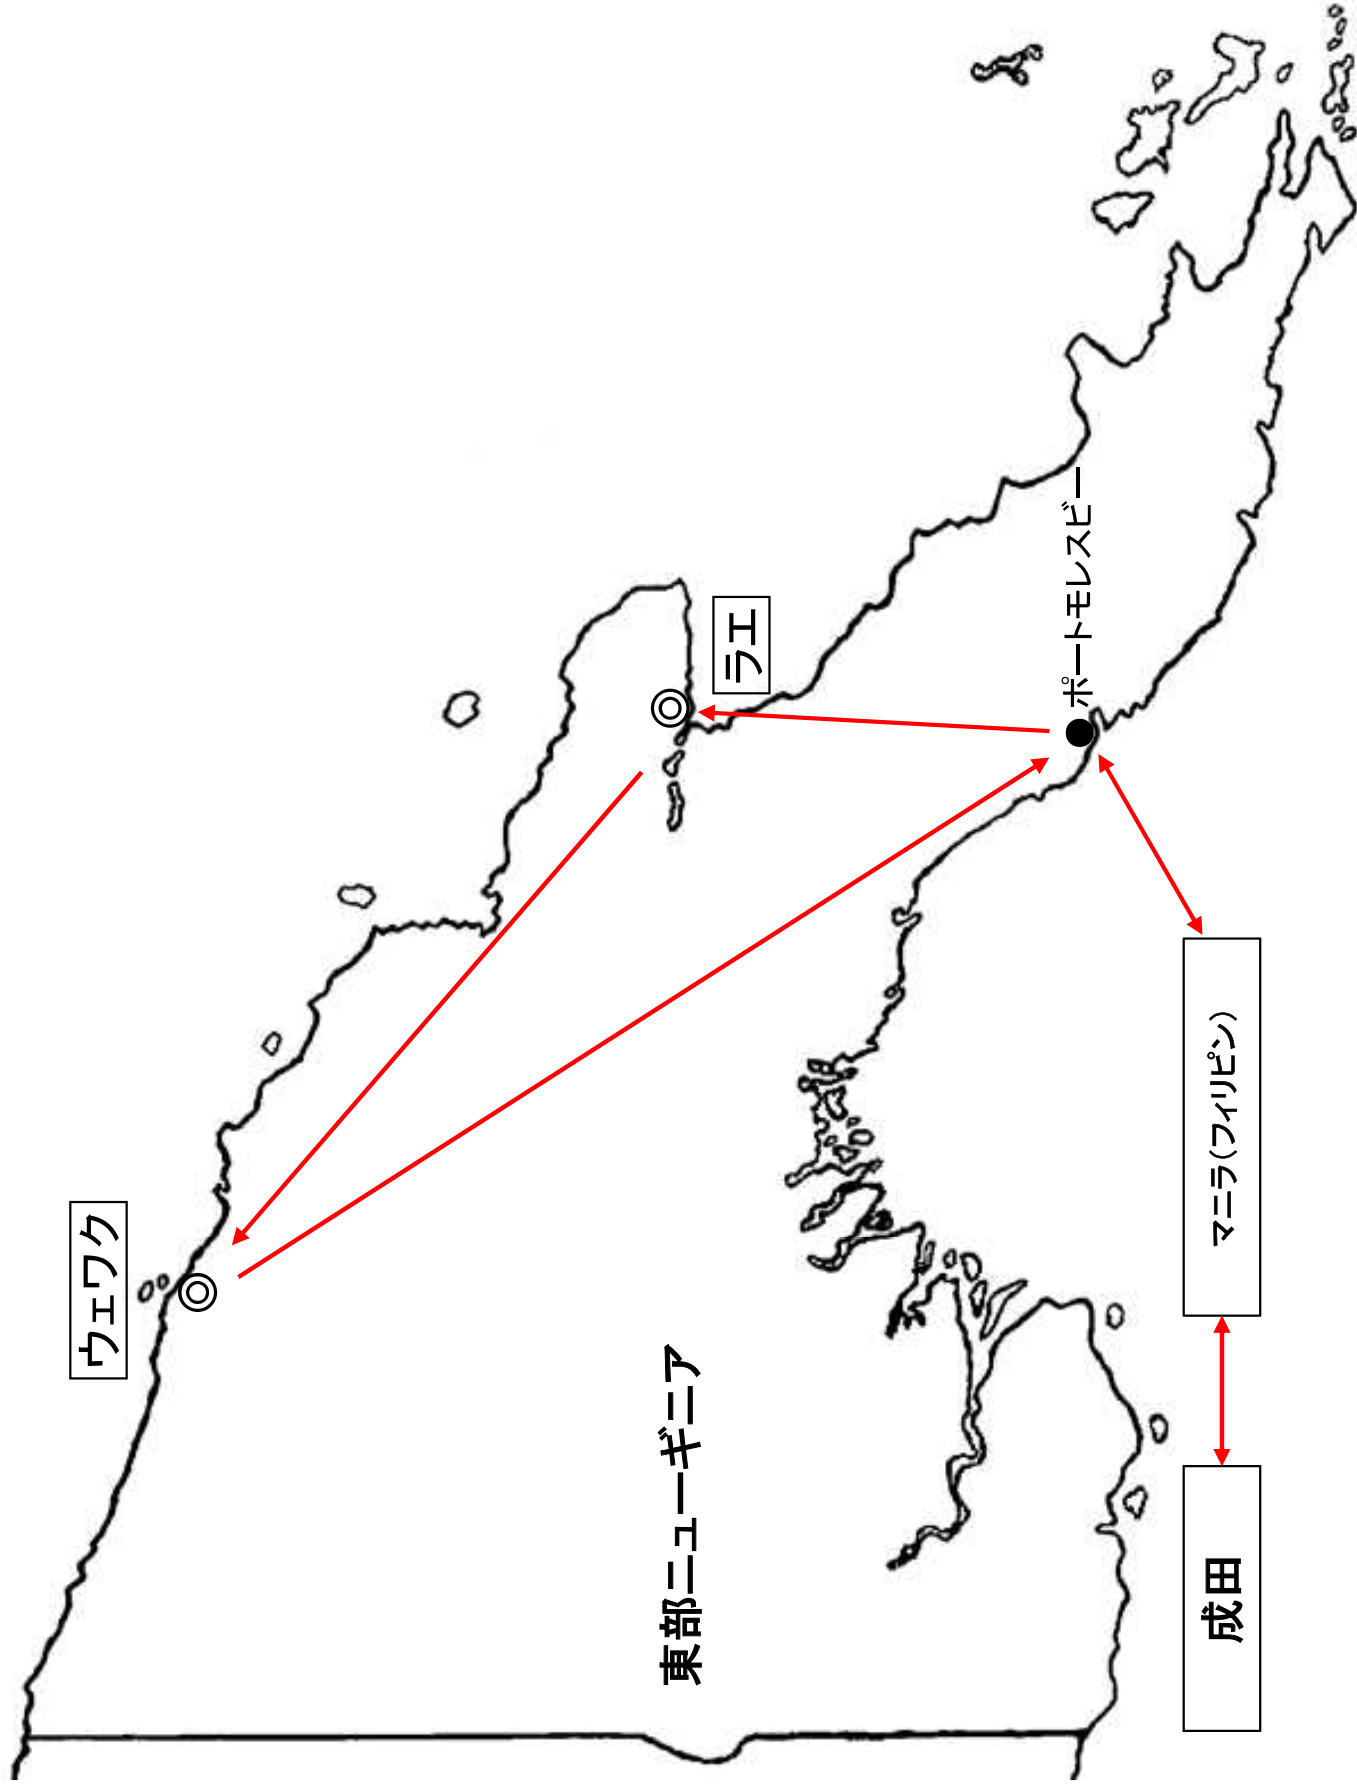 ウェワク
ラエ
ポートモレスビー
東部ニューギニア
成田
マニラ(フィリピン)